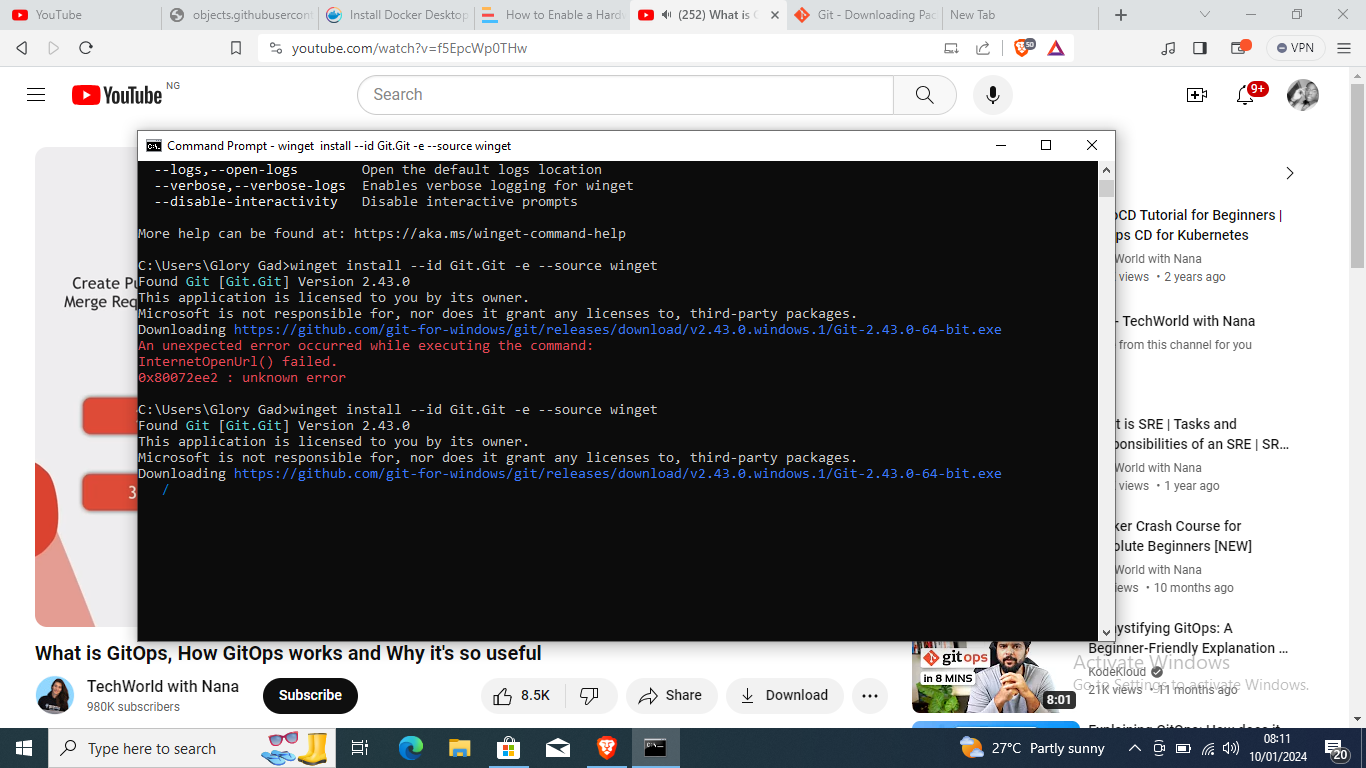 YouTube
objects.githubusercont
Install Docker Desktop
How to Enable a Hardw
(252) What is G
Git - Downloading Pac
New Tab
youtube.com/watch?v=f5EpcWp0THw
50
VPN
YouTube NG
Search
9+
Command Prompt - winget install --id Git.Git -e --source winget
--logs,--open-logs Open the default logs location
--verbose,--verbose-logs Enables verbose logging for winget
--disable-interactivity Disable interactive prompts
More help can be found at: https://aka.ms/winget-command-help
C:\Users\Glory Gad>winget install --id Git.Git -e --source winget
Found Git [Git.Git] Version 2.43.0
This application is licensed to you by its owner.
Microsoft is not responsible for, nor does it grant any licenses to, third-party packages.
Downloading https://github.com/git-for-windows/git/releases/download/v2.43.0.windows.1/Git-2.43.0-64-bit.exe
An unexpected error occurred while executing the command:
InternetOpenUrl() failed.
0x80072ee2 : unknown error
C:\Users\Glory Gad>winget install --id Git.Git -e --source winget
Found Git [Git.Git] Version 2.43.0
This application is licensed to you by its owner.
Microsoft is not responsible for, nor does it grant any licenses to, third-party packages.
Downloading https://github.com/git-for-windows/git/releases/download/v2.43.0.windows.1/Git-2.43.0-64-bit.exe
/
Create Pu
Merge Req
3
oCD Tutorial for Beginners |
ps CD for Kubernetes
World with Nana
views • 2 years ago
- TechWorld with Nana
from this channel for you
t is SRE | Tasks and
onsibilities of an SRE | SR...
World with Nana
views • 1 year ago
ker Crash Course for
olute Beginners [NEW]
World with Nana
iews • 10 months ago
ystifying GitOps: A
Beginner-Friendly Explanation ...
KodeKloud
21K views • 11 months ago
git ops
in 8 MINS
8:01
Explaining GitOps: How does it
Activate Windows
Go to Settings to activate Windows.
What is GitOps, How GitOps works and Why it's so useful
TechWorld with Nana
980K subscribers
Subscribe
8.5K
Share
Download
Type here to search
27°C Partly sunny
08:11
10/01/2024
20